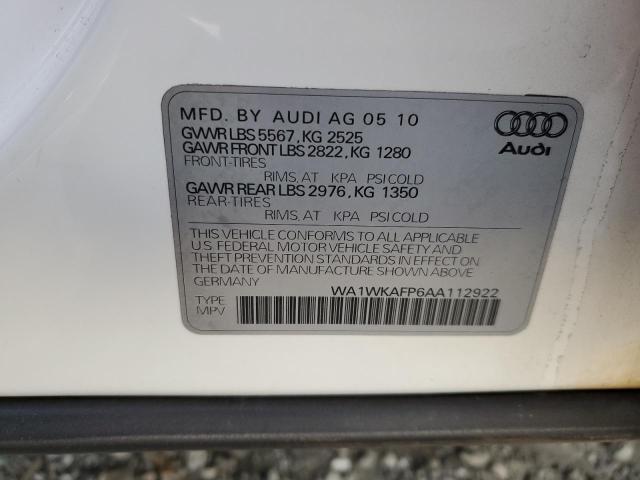 MFD. BY AUDI AG 05 10
GVWR LBS 5567, KG 2525
GAWR FRONT LBS 2822, KG 1280
FRONT-TIRES
RIMS, AT KPA PSI COLD
GAWR REAR LBS 2976, KG 1350
REAR-TIRES
RIMS, AT KPA PSI COLD
Audi
THIS VEHICLE CONFORMS TO ALL APPLICABLE
U.S. FEDERAL MOTOR VEHICLE SAFETY AND
THEFT PREVENTION STANDARDS IN EFFECT ON
THE DATE OF MANUFACTURE SHOWN ABOVE
GERMANY
WA1WKAFP6AA112922
TYPE
MPV